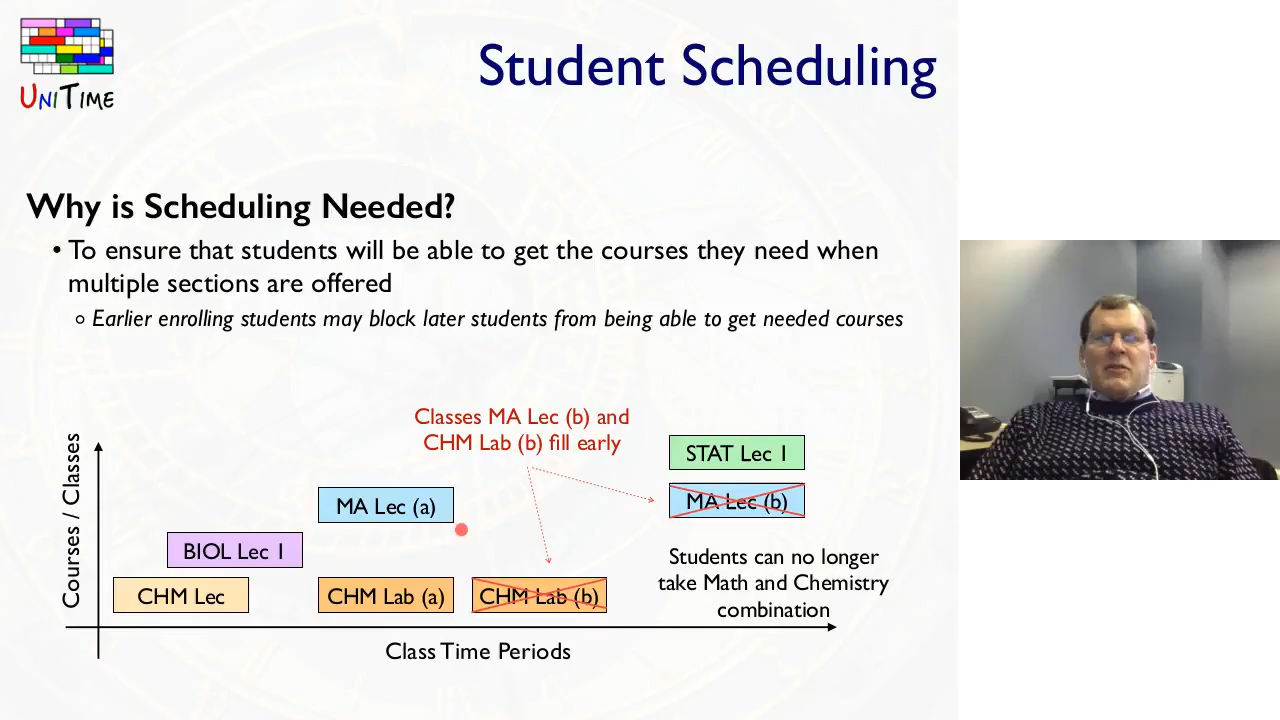 UNITIME
Student Scheduling
Why is Scheduling Needed?
• To ensure that students will be able to get the courses they need when
multiple sections are offered
○ Earlier enrolling students may block later students from being able to get needed courses
Classes MA Lec (b) and
CHM Lab (b) fill early
STAT Lec 1
MA Lec (a)
MA Lec (b)
BIOL Lec 1
Students can no longer
take Math and Chemistry
combination
CHM Lec
CHM Lab (a)
CHM Lab (b)
Courses / Classes
Class Time Periods